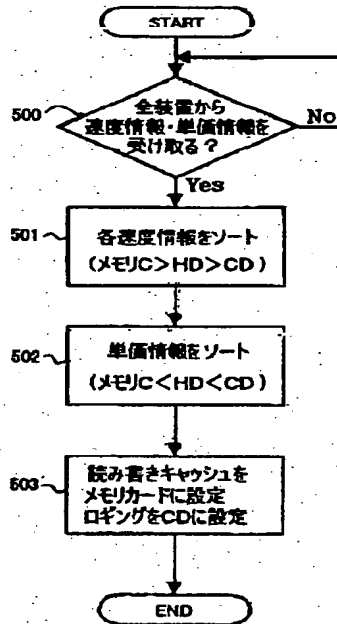 START
500
全装置から
速度情報・単価情報を
受け取る？
No
Yes
501
各速度情報をソート
(メモリC>HD>CD)
502
単価情報をソート
(メモリC<HD<CD)
503
読み書きキャッシュを
メモリカードに設定
ロギングをCDに設定
END